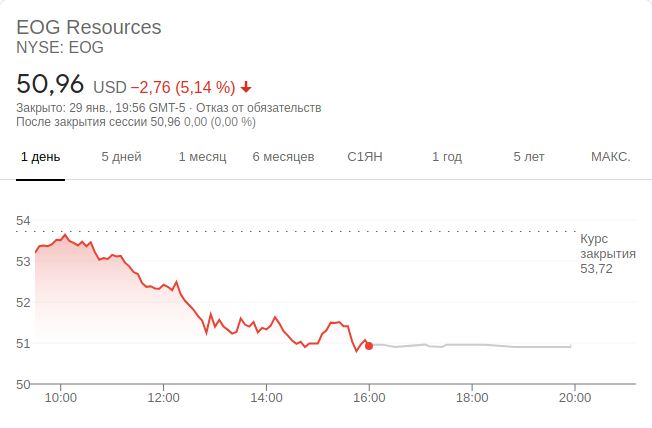 EOG Resources
NYSE: EOG
50,96 USD −2,76 (5,14 %)
Закрыто: 29 янв., 19:56 GMT-5 · Отказ от обязательств
После закрытия сессии 50,96 0,00 (0,00 %)
1 день 5 дней 1 месяц 6 месяцев С1ЯН 1 год 5 лет МАКС.
54
Курс
закрытия
53,72
53
52
51
50
10:00 12:00 14:00 16:00 18:00 20:00